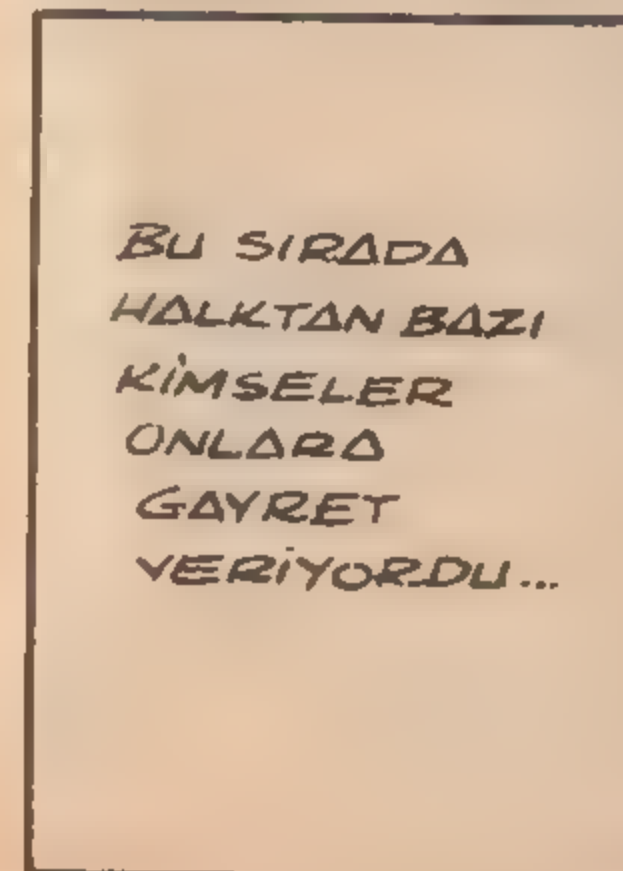 BU SIRADA
HALKTAN BAZI
KİMSELER
ONLARA
GAYRET
VERİYORDU...